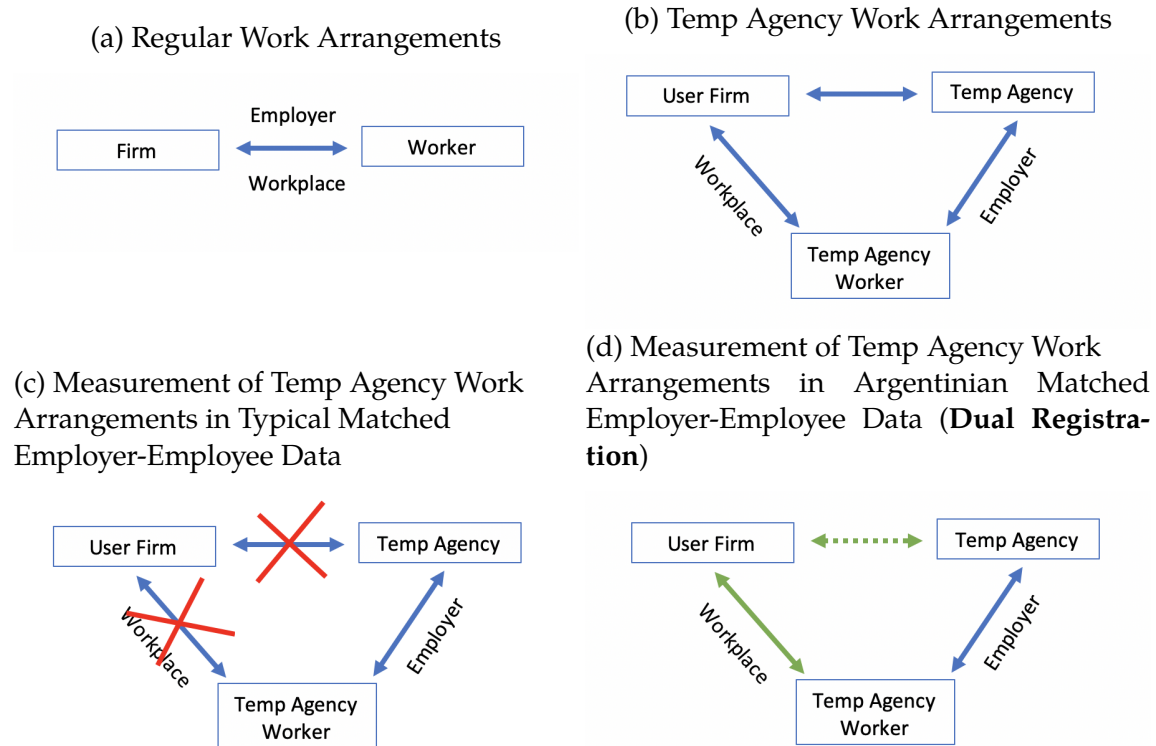 (a) Regular Work Arrangements
Employer
Firm
Worker
Workplace
(b) Temp Agency Work Arrangements
User Firm
Temp Agency
Workplace
Employer
Temp Agency
Worker
(c) Measurement of Temp Agency Work
Arrangements in Typical Matched
Employer-Employee Data
User Firm
Temp Agency
Workplace
Employer
Temp Agency
Worker
(d) Measurement of Temp Agency Work
Arrangements in Argentinian Matched
Employer-Employee Data (Dual Registra-
tion)
User Firm
Temp Agency
Workplace
Employer
Temp Agency
Worker